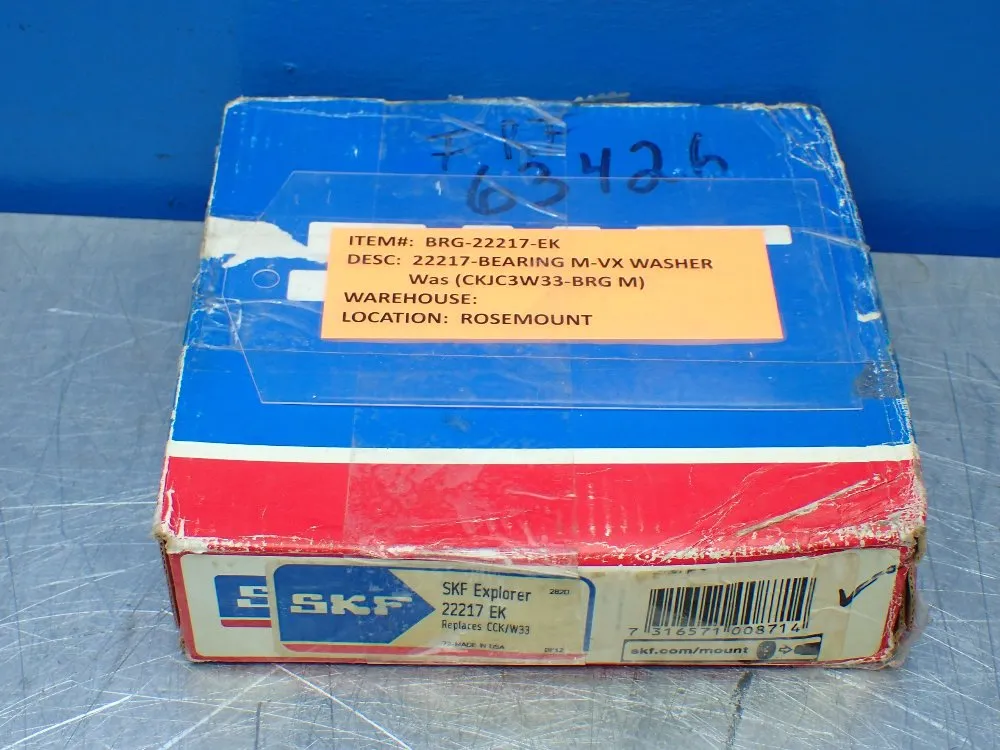 63426
ITEM#: BRG-22217-EK
DESC: 22217-BEARING M-VX WASHER
Was (CKJC3W33-BRG M)
WAREHOUSE:
LOCATION: ROSEMOUNT
SKF
SKF Explorer
22217 EK
Replaces CCK/W33
MADE IN USA
282D
7 316571 008714
skf.com/mount